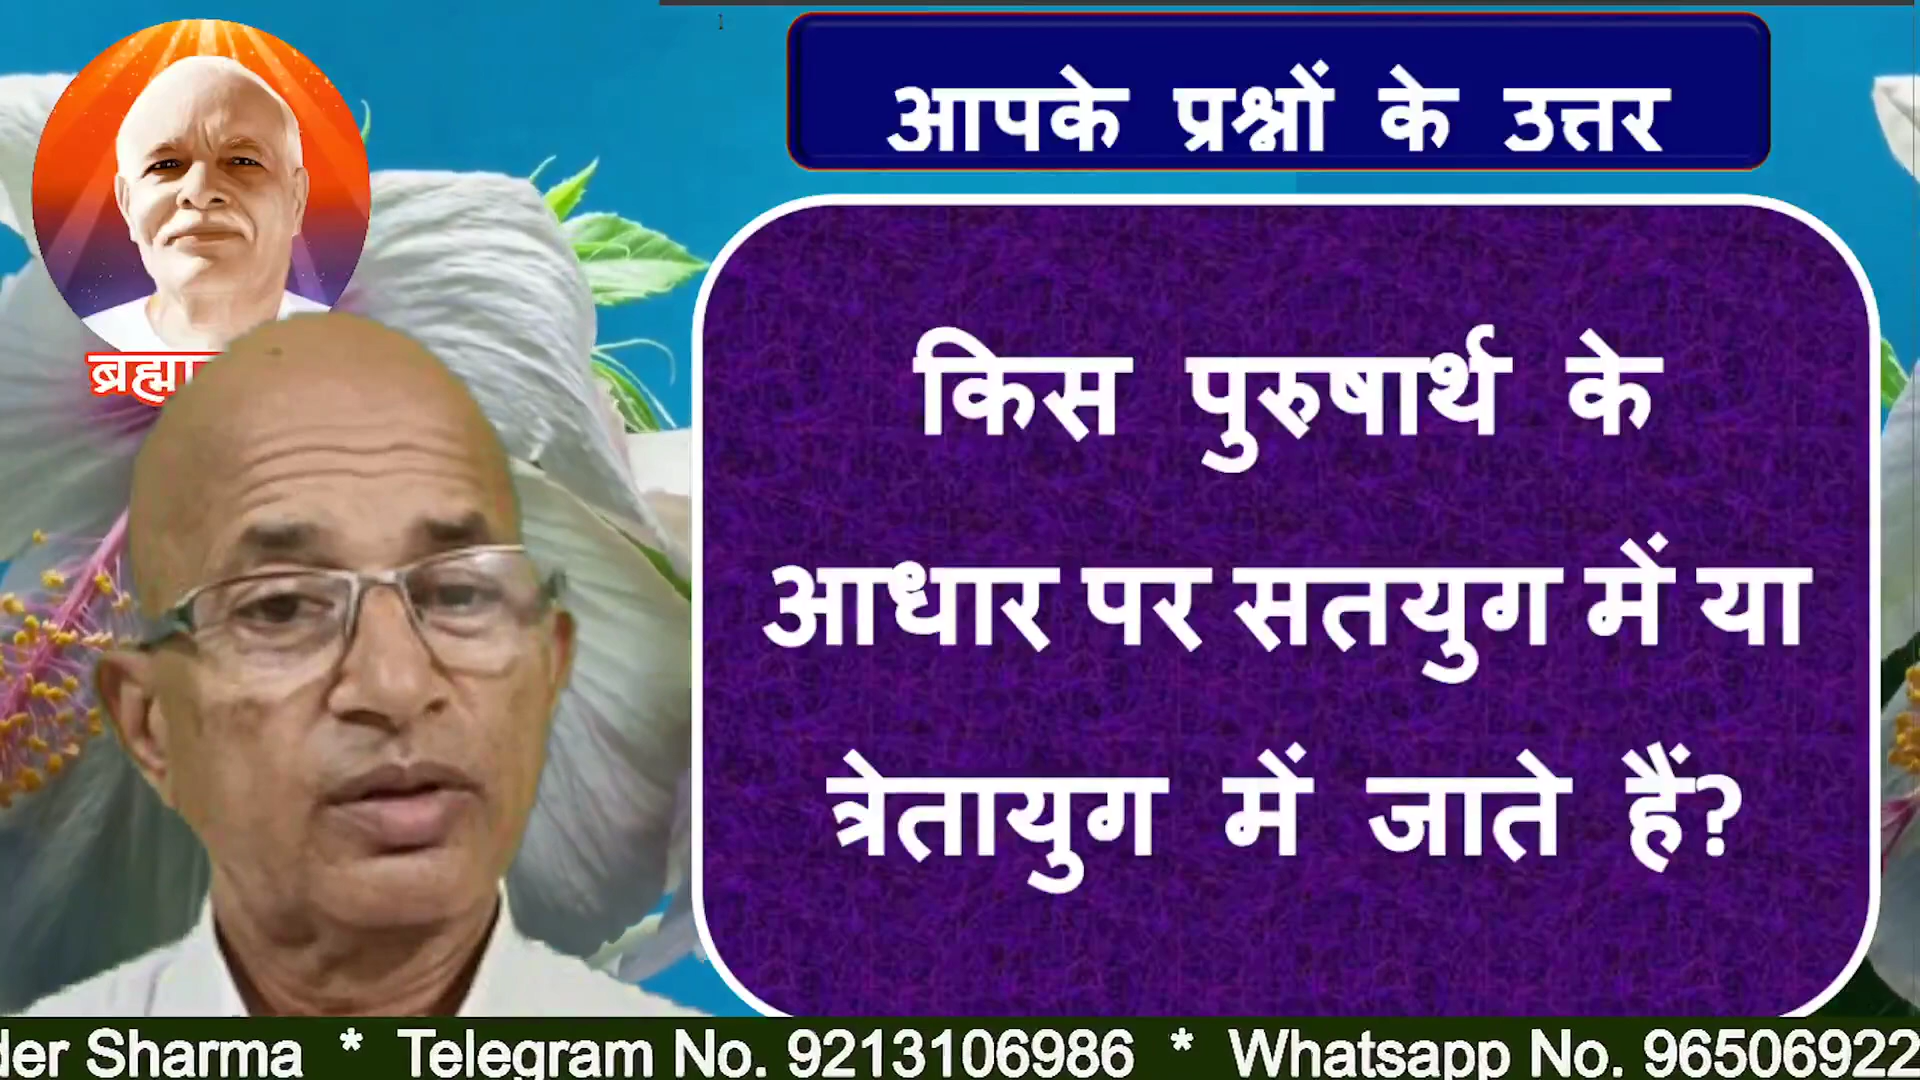 आपके प्रश्नों के उत्तर
किस पुरुषार्थ के
आधार पर सतयुग में या
त्रेतायुग में जाते हैं?
der Sharma * Telegram No. 9213106986 * Whatsapp No. 96506922